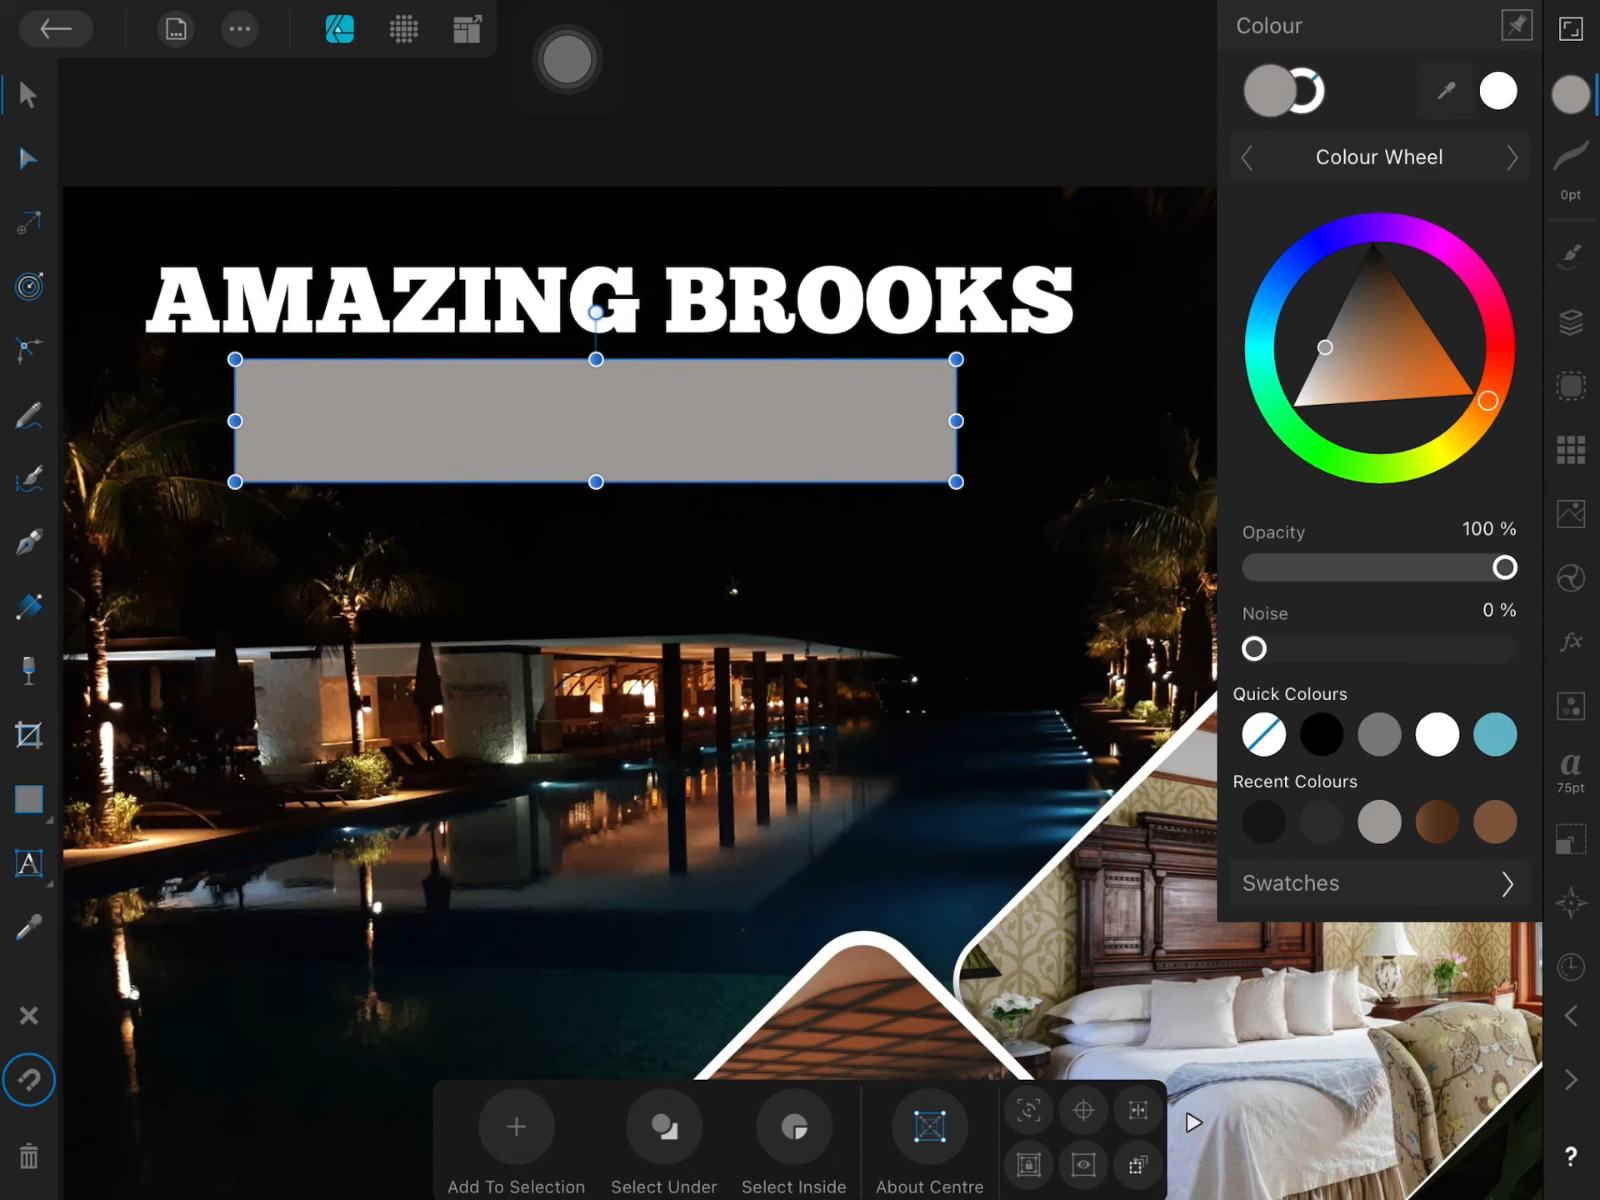 Colour
Colour Wheel
0pt
AMAZING BROOKS
Opacity
100 %
Noise
0 %
Quick Colours
Recent Colours
a
75pt
fx
A
Swatches
Add To Selection
Select Under
Select Inside
About Centre
?